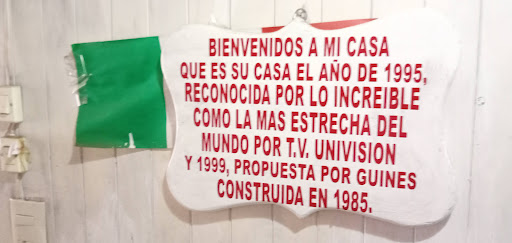 BIENVENIDOS A MI CASA
QUE ES SU CASA EL AÑO DE 1995,
RECONOCIDA POR LO INCREIBLE
COMO LA MAS ESTRECHA DEL
MUNDO POR T.V. UNIVISION
Y 1999, PROPUESTA POR GUINES
CONSTRUIDA EN 1985.